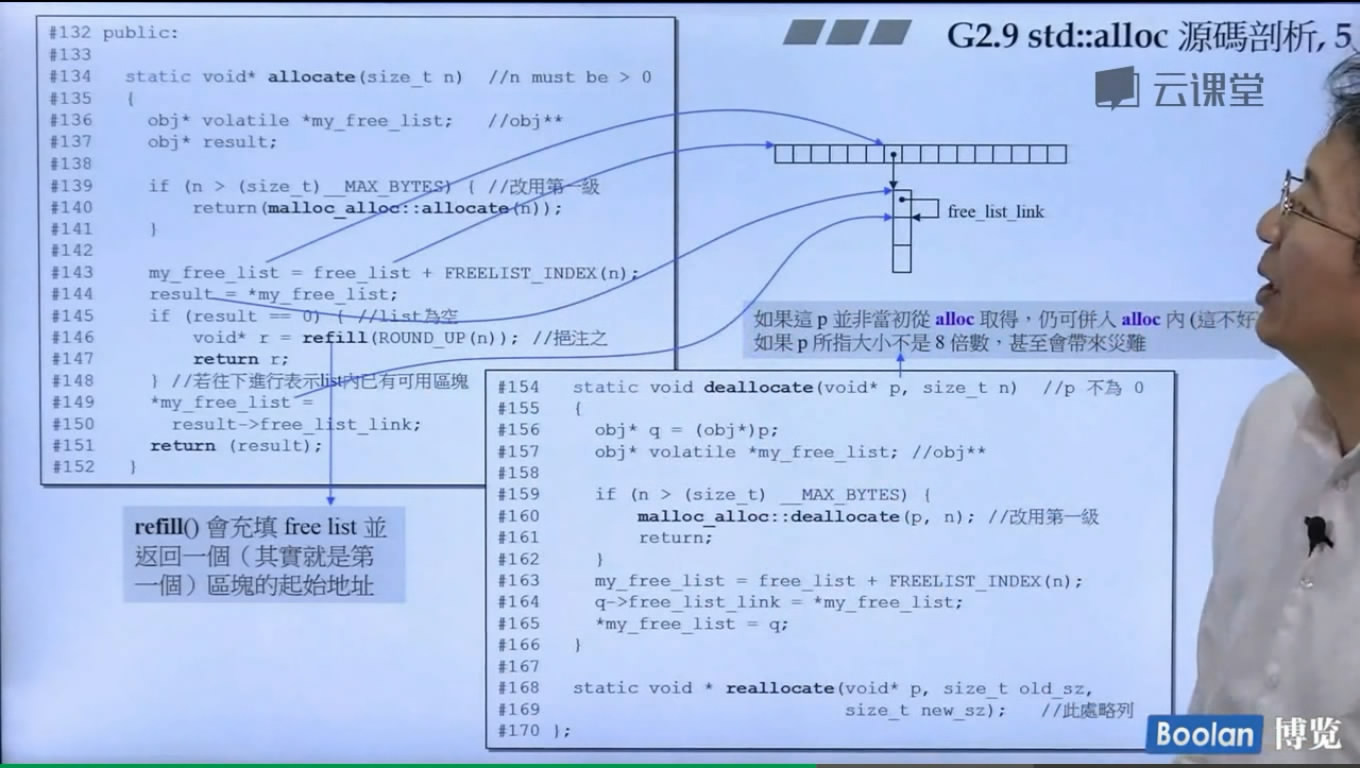 G2.9 std::alloc 源碼剖析, 5
云课堂
#132 public:
#133
#134 static void* allocate(size_t n) //n must be > 0
#135 {
#136 obj* volatile *my_free_list; //obj**
#137 obj* result;
#138
#139 if (n > (size_t)__MAX_BYTES) { //改用第一級
#140 return(malloc_alloc::allocate(n));
#141 }
#142
#143 my_free_list = free_list + FREELIST_INDEX(n);
#144 result = *my_free_list;
#145 if (result == 0) { //list為空
#146 void* r = refill(ROUND_UP(n)); //挹注之
#147 return r;
#148 } //若往下進行表示list內已有可用區塊
#149 *my_free_list =
#150 result->free_list_link;
#151 return (result);
#152 }
free_list_link
如果這 p 並非當初從 alloc 取得，仍可併入 alloc 內 (這不好
如果 p 所指大小不是 8 倍數，甚至會帶來災難
refill() 會充填 free list 並
返回一個（其實就是第
一個）區塊的起始地址
#154 static void deallocate(void* p, size_t n) //p 不為 0
#155 {
#156 obj* q = (obj*)p;
#157 obj* volatile *my_free_list; //obj**
#158
#159 if (n > (size_t) __MAX_BYTES) {
#160 malloc_alloc::deallocate(p, n); //改用第一級
#161 return;
#162 }
#163 my_free_list = free_list + FREELIST_INDEX(n);
#164 q->free_list_link = *my_free_list;
#165 *my_free_list = q;
#166 }
#167
#168 static void * reallocate(void* p, size_t old_sz,
#169 size_t new_sz); //此處略列
#170 };
Boolan 博览